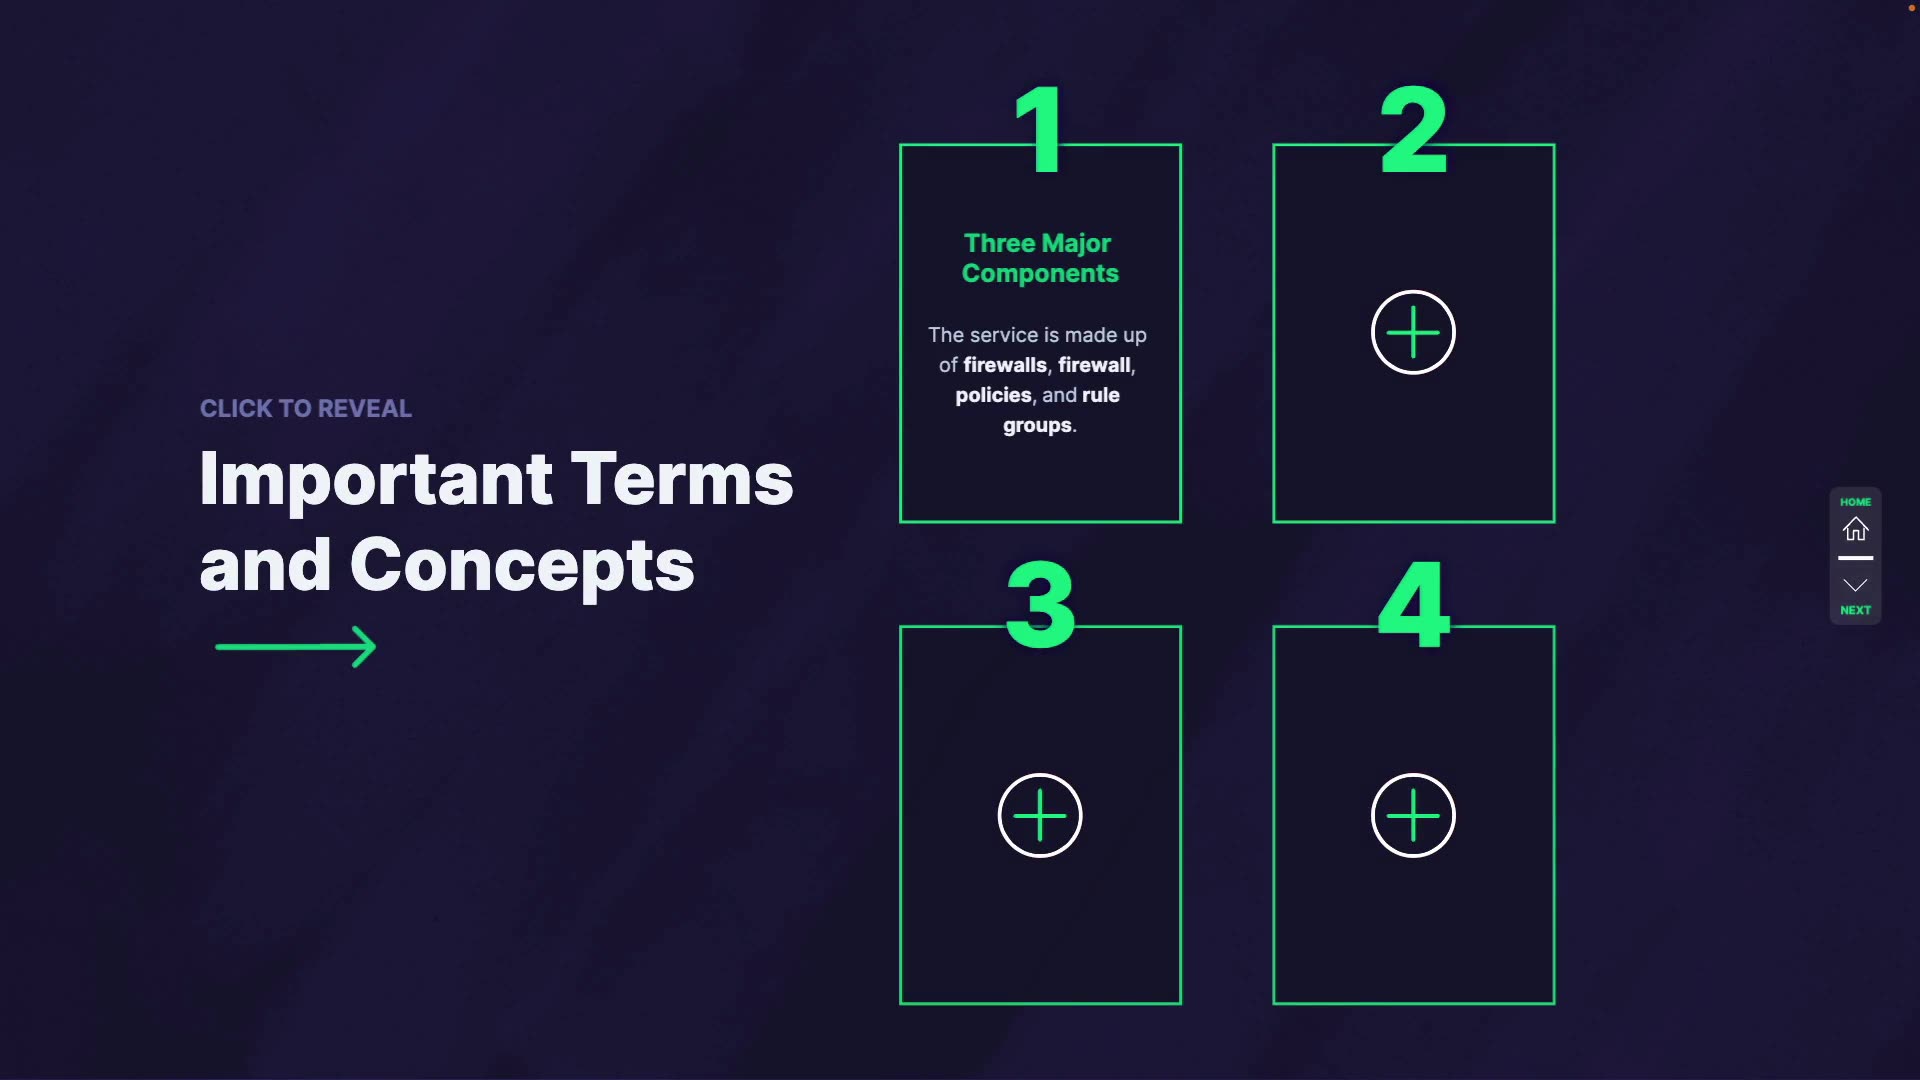 CLICK TO REVEAL
Important Terms
and Concepts
1
Three Major
Components
The service is made up
of firewalls, firewall,
policies, and rule
groups.
2
3
4
HOME
NEXT